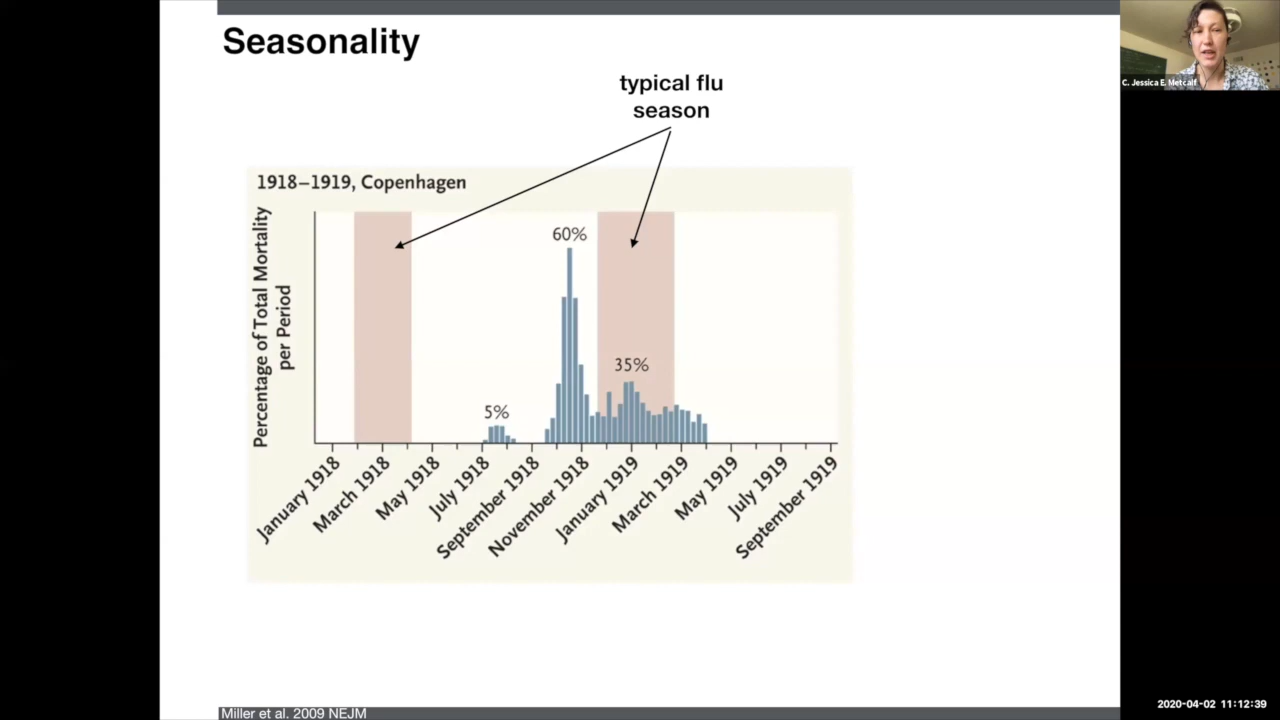 Seasonality
typical flu
season
1918–1919, Copenhagen
Percentage of Total Mortality
per Period
60%
35%
5%
January 1918
March 1918
May 1918
July 1918
September 1918
November 1918
January 1919
March 1919
May 1919
July 1919
September 1919
Miller et al. 2009 NEJM
C. Jessica E. Metcalf
2020-04-02 11:12:39